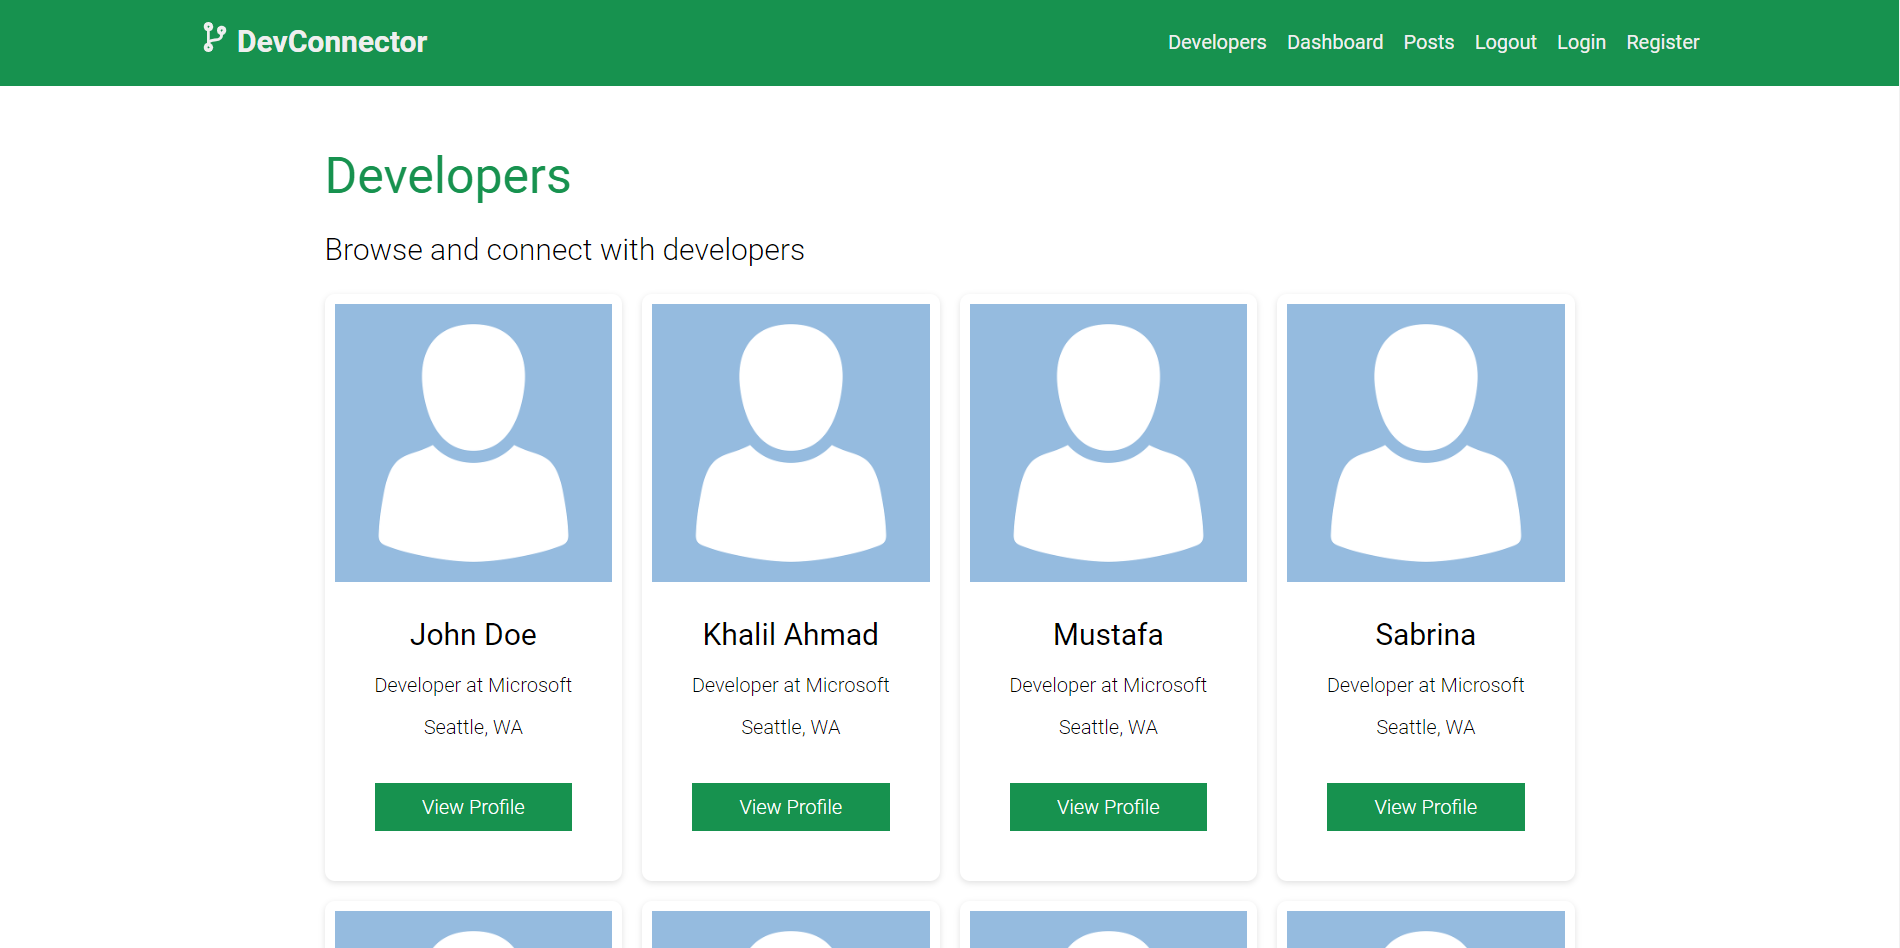 DevConnector
Developers Dashboard Posts Logout Login Register
Developers
Browse and connect with developers
John Doe
Developer at Microsoft
Seattle, WA
View Profile
Khalil Ahmad
Developer at Microsoft
Seattle, WA
View Profile
Mustafa
Developer at Microsoft
Seattle, WA
View Profile
Sabrina
Developer at Microsoft
Seattle, WA
View Profile